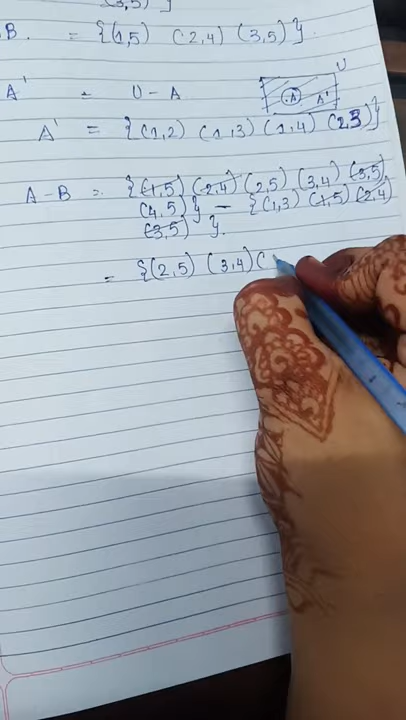 (3,5) }
B. = {(1,5) (2,4) (3,5)}
U
A' = U - A
A A'
A' = {(1,2) (1,3) (1,4) (2,3)}
A-B = {(1,5) (2,4) (2,5) (3,4) (3,5)
(4,5)} - {(1,3) (1,5) (2,4)
(3,5) }.
= {(2,5) (3,4) (